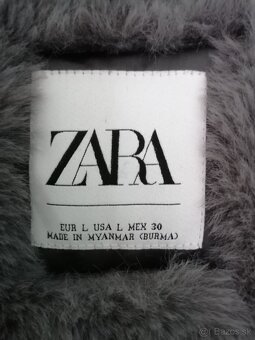 ZARA
EUR L USA L MEX 30
MADE IN MYANMAR (BURMA)
Bazos.sk